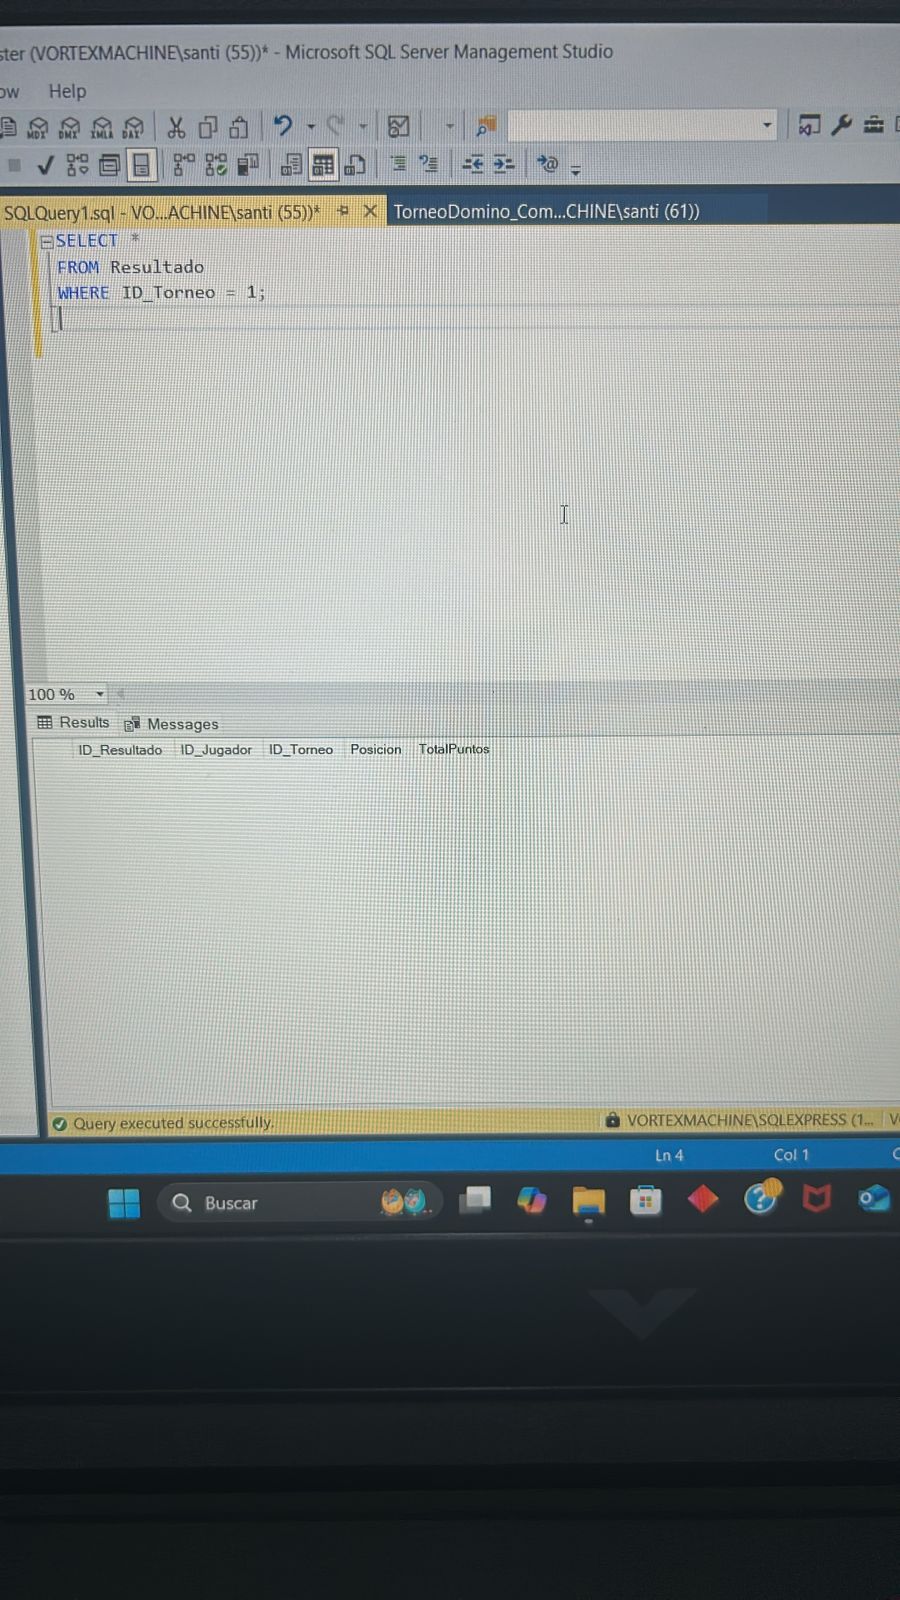 ster (VORTEXMACHINE\santi (55))* - Microsoft SQL Server Management Studio
ow Help
MDX DMX XMLA DAX
SQLQuery1.sql - VO...ACHINE\santi (55))*
TorneoDomino_Com...CHINE\santi (61))
SELECT *
FROM Resultado
WHERE ID_Torneo = 1;
100 %
Results Messages
ID_Resultado ID_Jugador ID_Torneo Posicion TotalPuntos
Query executed successfully.
VORTEXMACHINE\SQLEXPRESS (1...
Ln 4 Col 1
Buscar